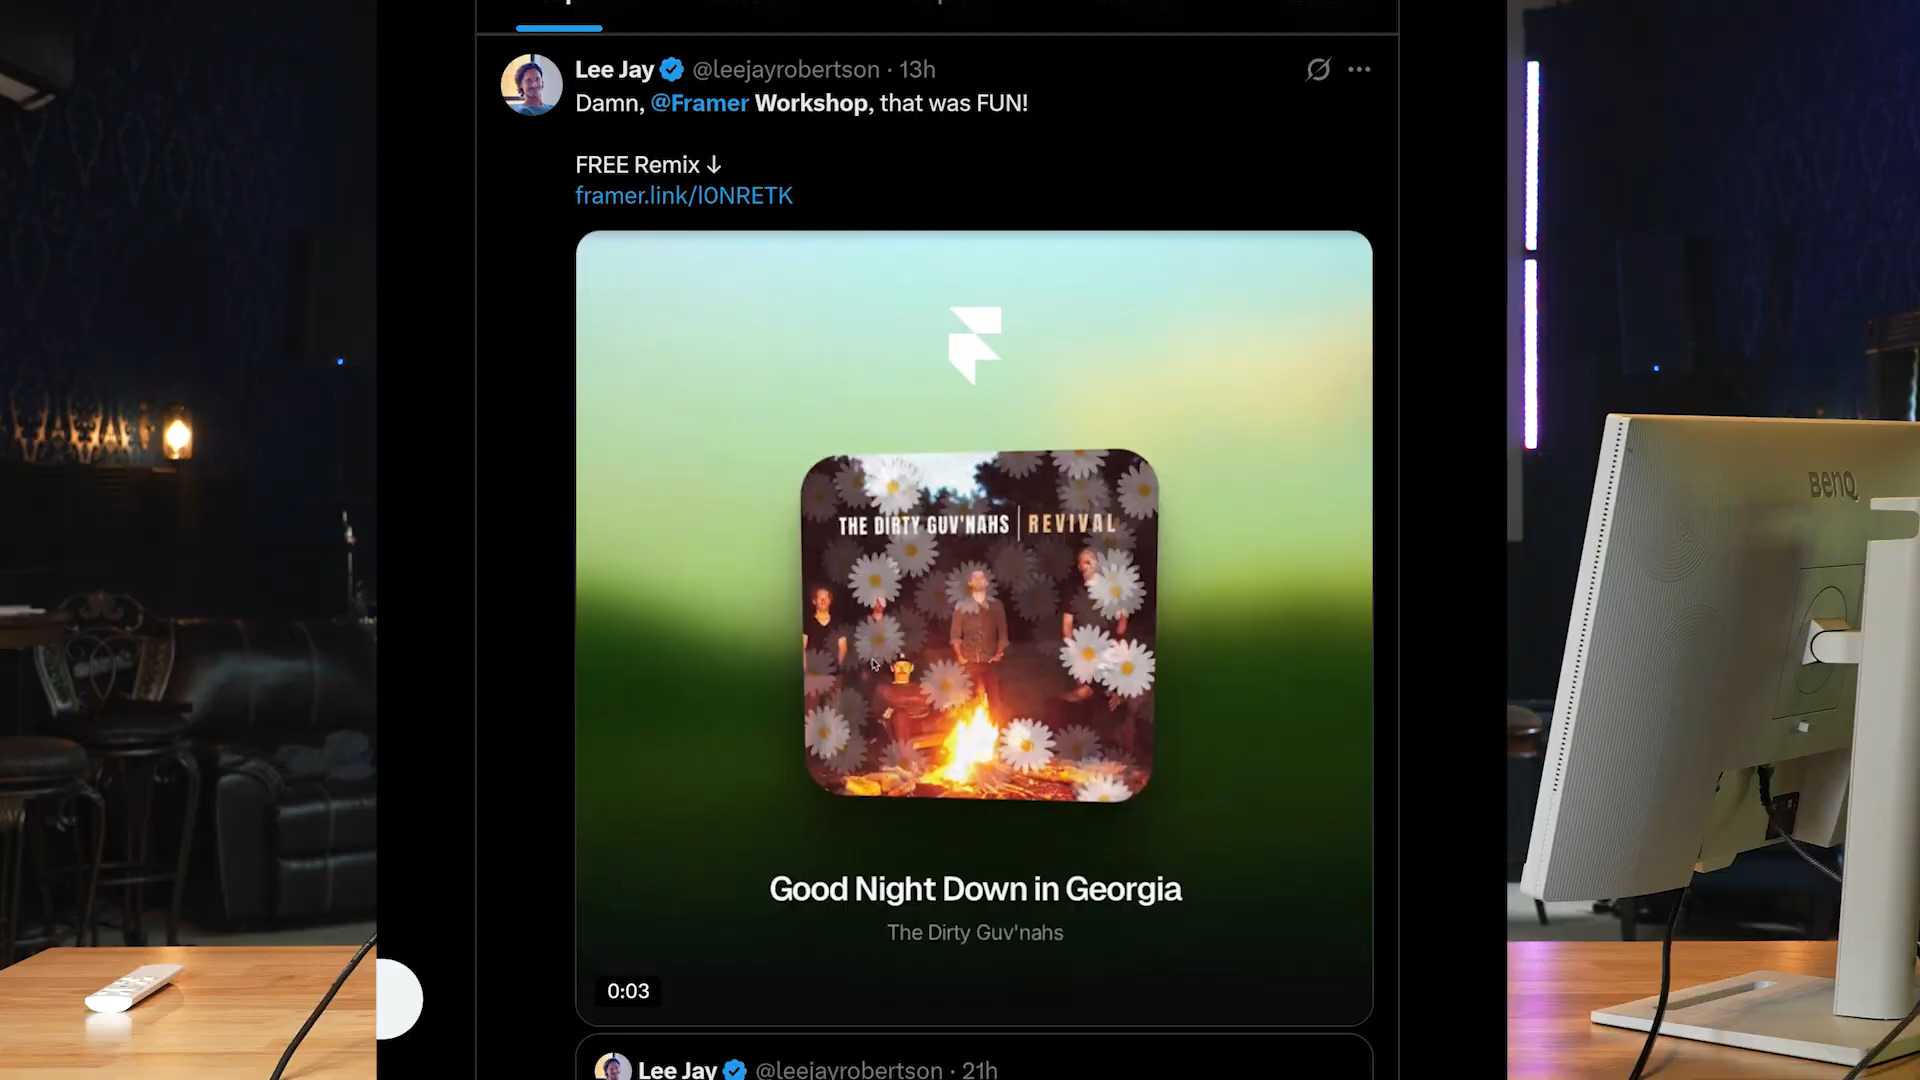 Lee Jay @leejayrobertson · 13h
Damn, @Framer Workshop, that was FUN!
FREE Remix ↓
framer.link/l0NRETK
THE DIRTY GUV'NAHS | REVIVAL
Good Night Down in Georgia
The Dirty Guv'nahs
0:03
Lee Jay @leejayrobertson · 21h
BenQ